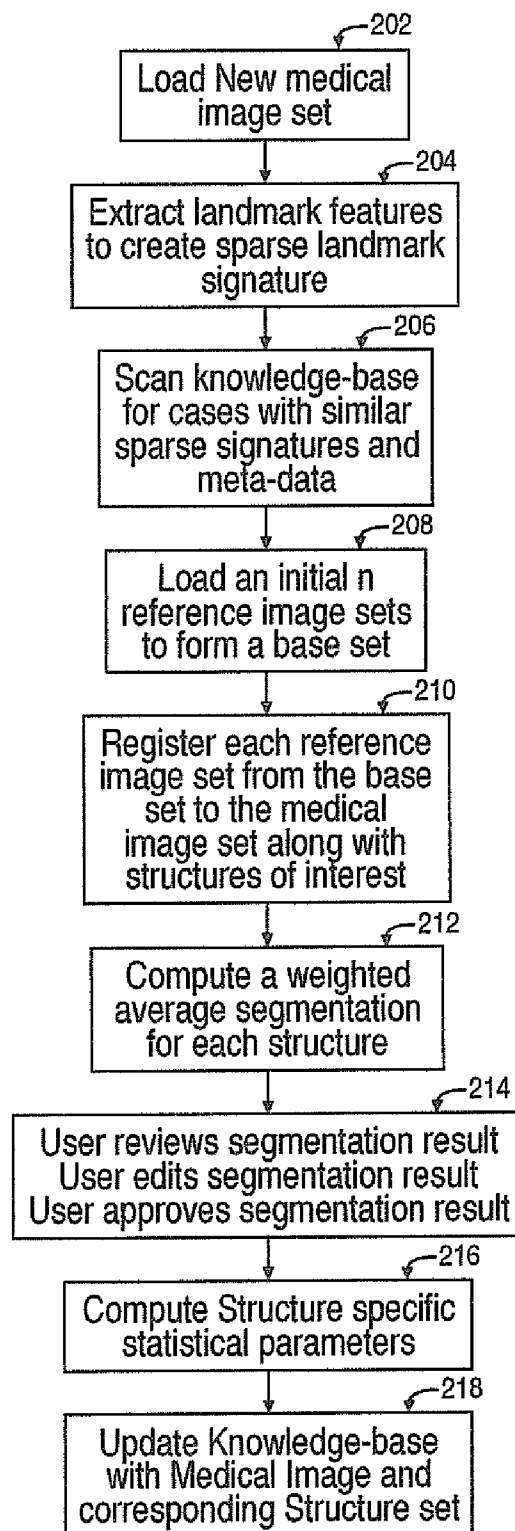 202
Load New medical
image set
204
Extract landmark features
to create sparse landmark
signature
206
Scan knowledge-base
for cases with similar
sparse signatures and
meta-data
208
Load an initial n
reference image sets
to form a base set
210
Register each reference
image set from the base
set to the medical
image set along with
structures of interest
212
Compute a weighted
average segmentation
for each structure
214
User reviews segmentation result
User edits segmentation result
User approves segmentation result
216
Compute Structure specific
statistical parameters
218
Update Knowledge-base
with Medical Image and
corresponding Structure set